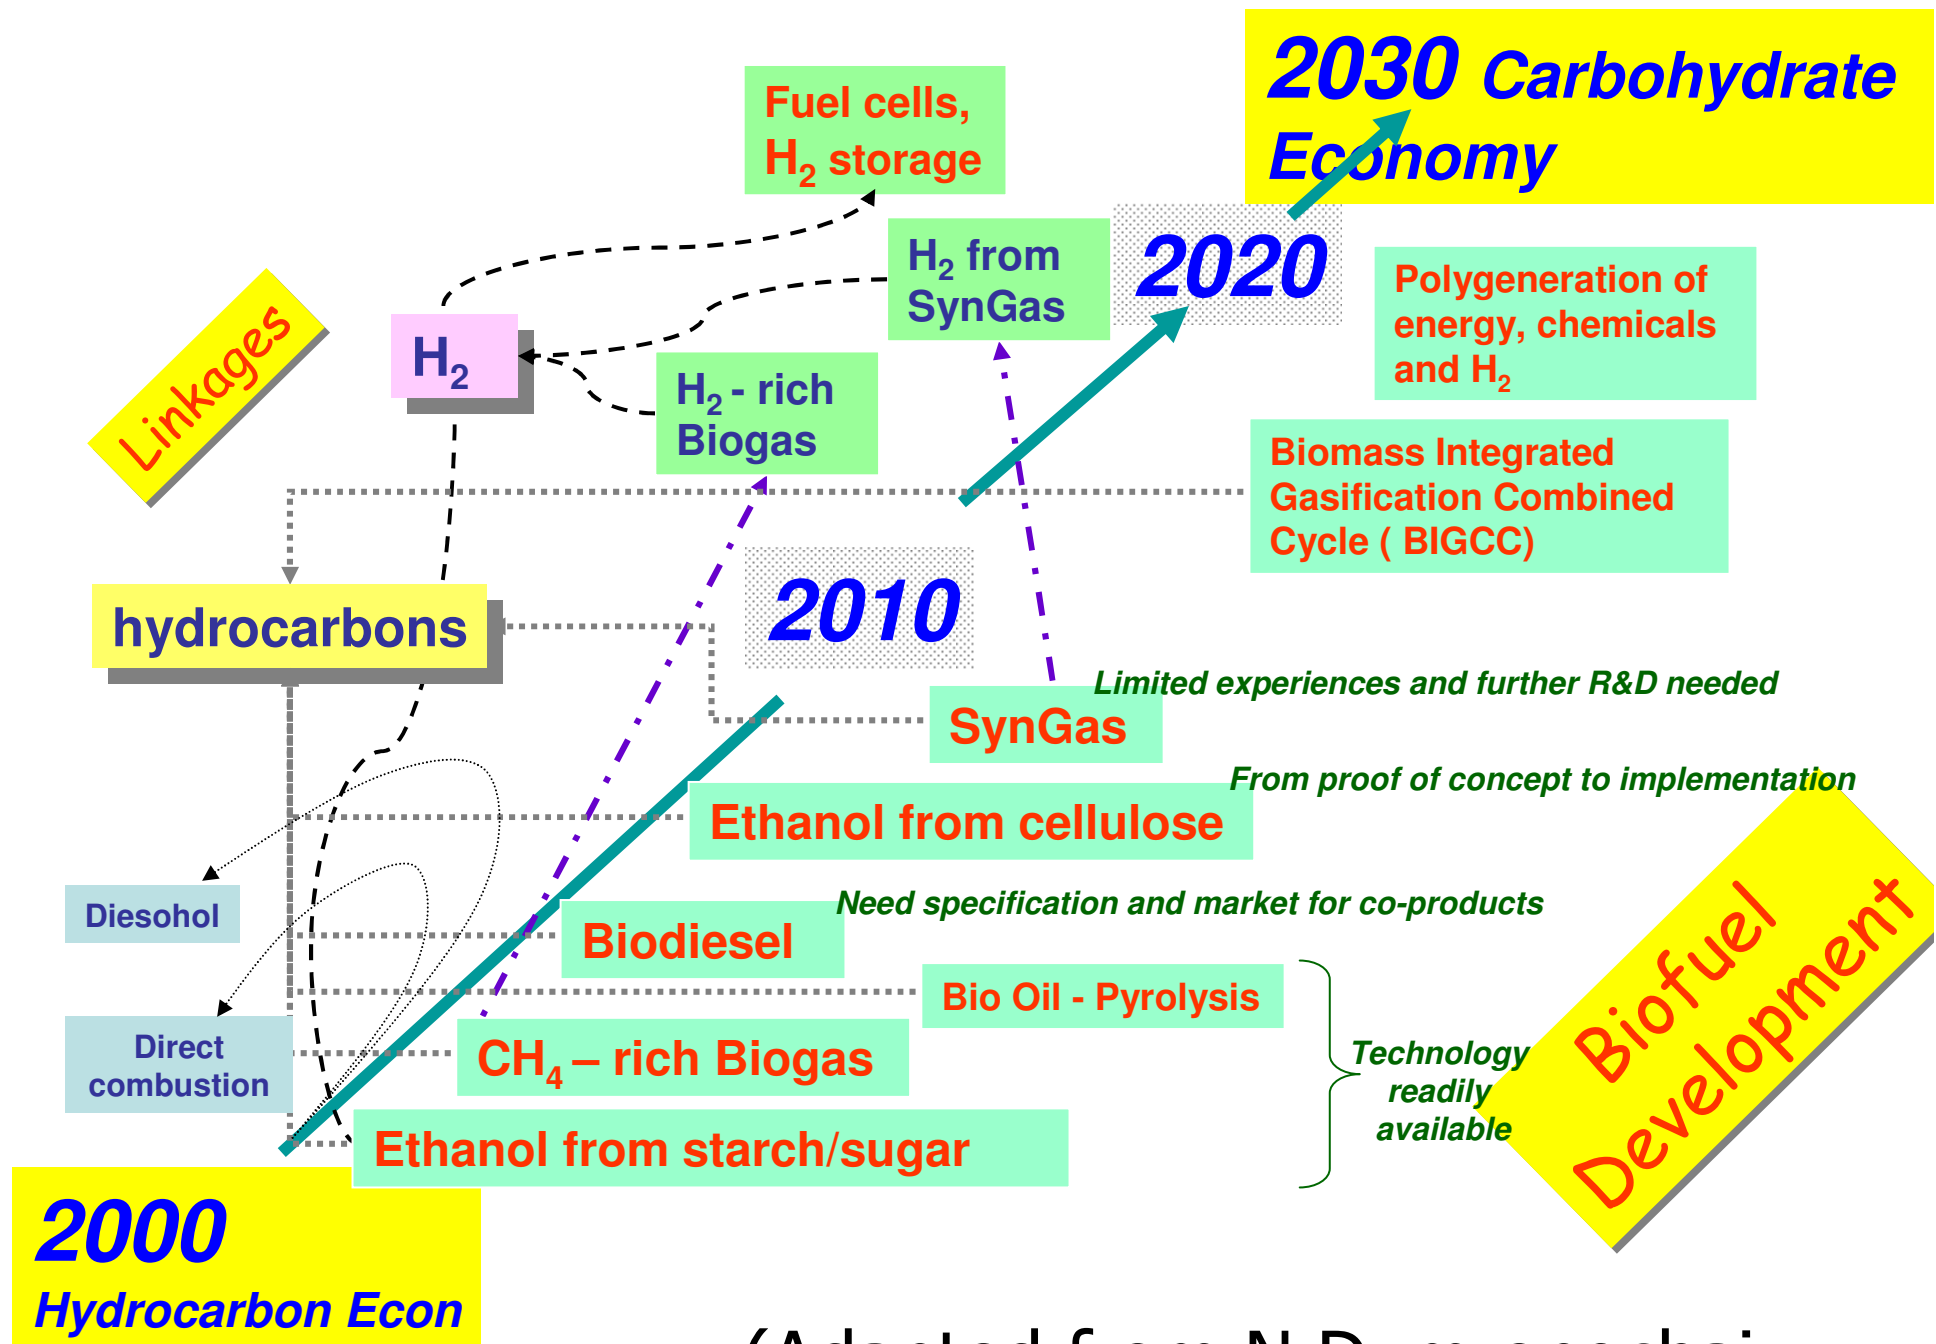 2030 Carbohydrate
Economy
Fuel cells,
H2 storage
H2 from
SynGas
2020
Polygeneration of
energy, chemicals
and H2
Linkages
H2
H2 - rich
Biogas
Biomass Integrated
Gasification Combined
Cycle ( BIGCC)
2010
hydrocarbons
Limited experiences and further R&D needed
SynGas
From proof of concept to implementation
Ethanol from cellulose
Diesohol
Need specification and market for co-products
Biodiesel
Bio Oil - Pyrolysis
Biofuel
Development
Direct
combustion
CH4 – rich Biogas
Technology
readily
available
Ethanol from starch/sugar
2000
Hydrocarbon Econ
(Adapted from N.